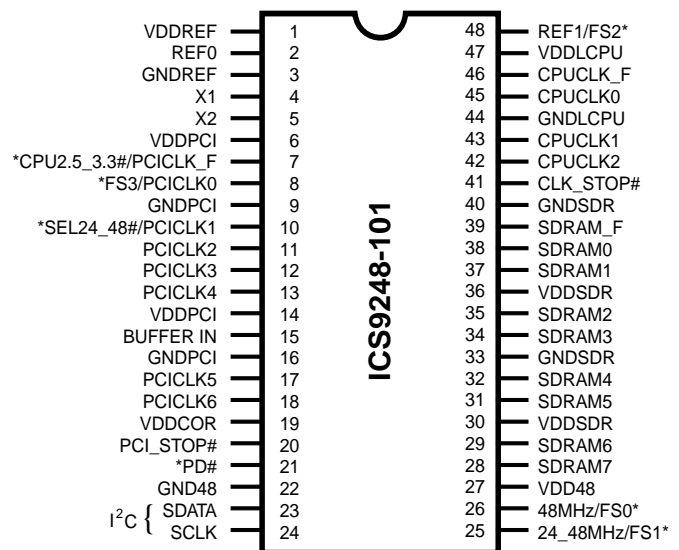 VDDREF 1 48 REF1/FS2*
REF0 2 47 VDDLCPU
GNDREF 3 46 CPUCLK_F
X1 4 45 CPUCLK0
X2 5 44 GNDLCPU
VDDPCI 6 43 CPUCLK1
*CPU2.5_3.3#/PCICLK_F 7 42 CPUCLK2
*FS3/PCICLK0 8 41 CLK_STOP#
GNDPCI 9 40 GNDSDR
*SEL24_48#/PCICLK1 10 39 SDRAM_F
PCICLK2 11 38 SDRAM0
PCICLK3 12 37 SDRAM1
PCICLK4 13 36 VDDSDR
VDDPCI 14 35 SDRAM2
BUFFER IN 15 34 SDRAM3
GNDPCI 16 33 GNDSDR
PCICLK5 17 32 SDRAM4
PCICLK6 18 31 SDRAM5
VDDCOR 19 30 VDDSDR
PCI_STOP# 20 29 SDRAM6
*PD# 21 28 SDRAM7
GND48 22 27 VDD48
I²C { SDATA 23 26 48MHz/FS0*
SCLK 24 25 24_48MHz/FS1*
ICS9248-101